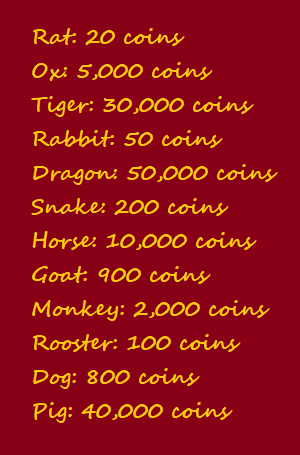 Rat: 20 coins
Ox: 5,000 coins
Tiger: 30,000 coins
Rabbit: 50 coins
Dragon: 50,000 coins
Snake: 200 coins
Horse: 10,000 coins
Goat: 900 coins
Monkey: 2,000 coins
Rooster: 100 coins
Dog: 800 coins
Pig: 40,000 coins